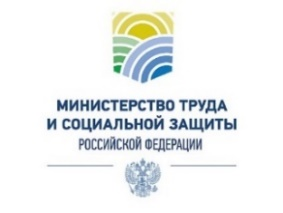 МИНИСТЕРСТВО ТРУДА
И СОЦИАЛЬНОЙ ЗАЩИТЫ
РОССИЙСКОЙ ФЕДЕРАЦИИ